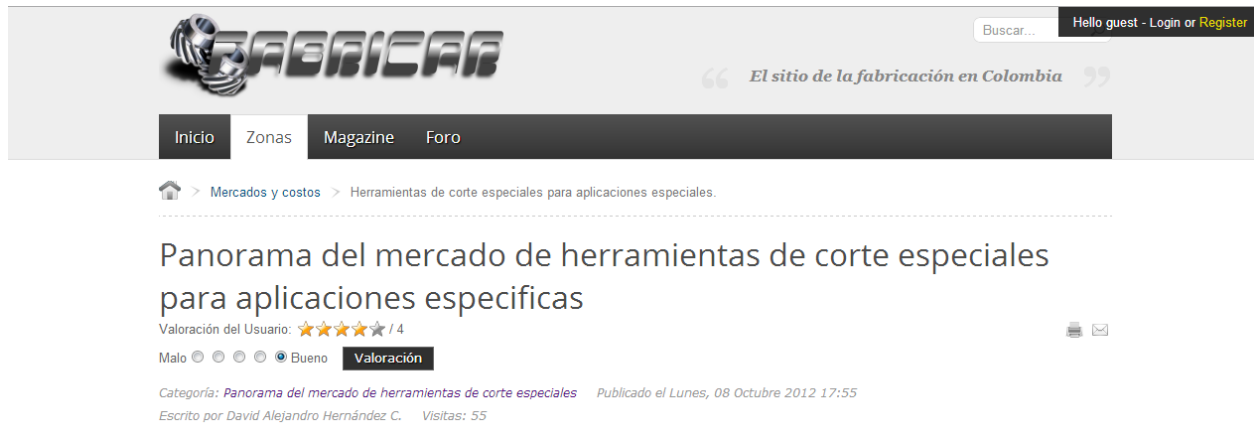 FABRICAR
Buscar...
Hello guest - Login or Register
“ El sitio de la fabricación en Colombia ”
Inicio Zonas Magazine Foro
> Mercados y costos > Herramientas de corte especiales para aplicaciones especiales.
Panorama del mercado de herramientas de corte especiales
para aplicaciones especificas
Valoración del Usuario: / 4
Malo Bueno Valoración
Categoría: Panorama del mercado de herramientas de corte especiales Publicado el Lunes, 08 Octubre 2012 17:55
Escrito por David Alejandro Hernández C. Visitas: 55